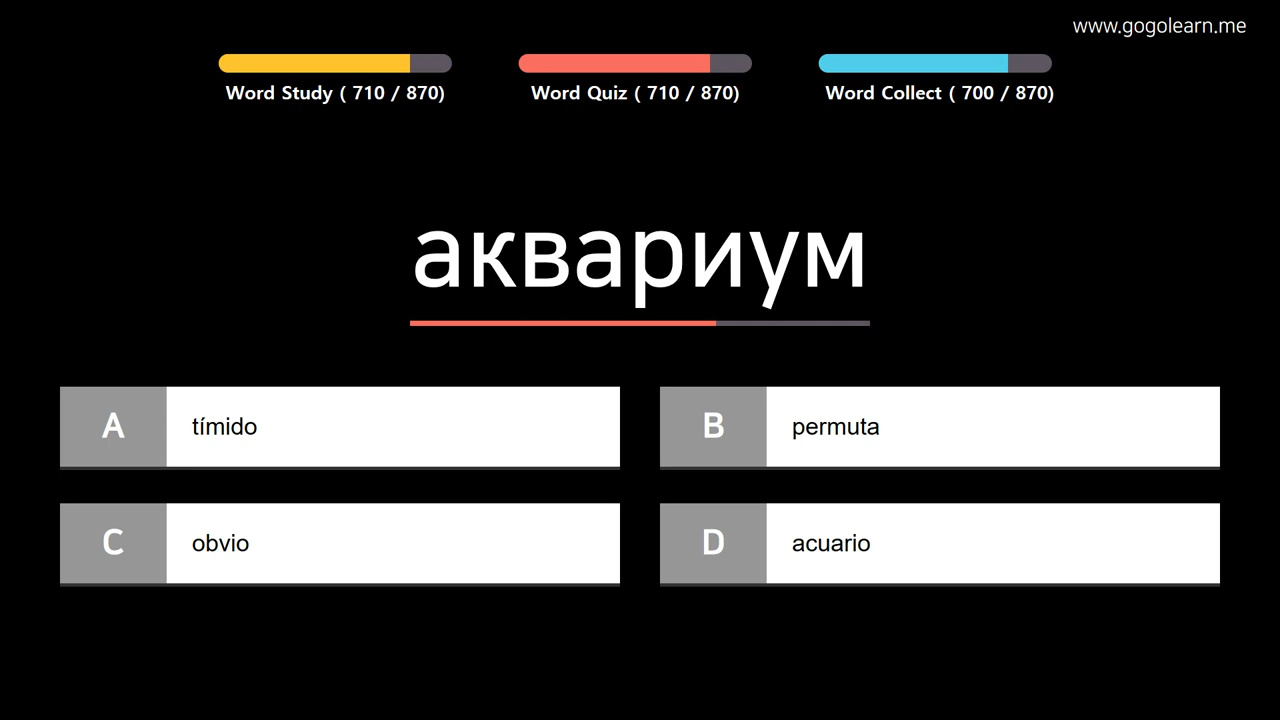 www.gogolearn.me
Word Study ( 710 / 870)
Word Quiz ( 710 / 870)
Word Collect ( 700 / 870)
аквариум
A
tímido
B
permuta
C
obvio
D
acuario